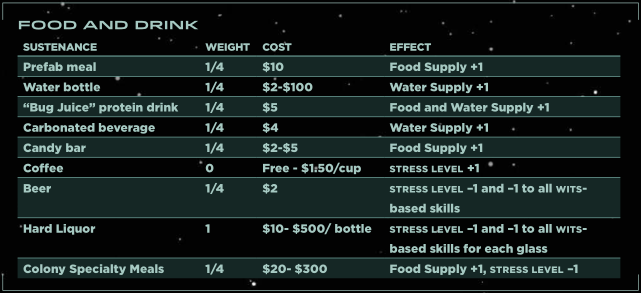 FOOD AND DRINK
SUSTENANCE WEIGHT COST EFFECT
Prefab meal 1/4 $10 Food Supply +1
Water bottle 1/4 $2-$100 Water Supply +1
“Bug Juice” protein drink 1/4 $5 Food and Water Supply +1
Carbonated beverage 1/4 $4 Water Supply +1
Candy bar 1/4 $2-$5 Food Supply +1
Coffee 0 Free - $1.50/cup STRESS LEVEL +1
Beer 1/4 $2 STRESS LEVEL –1 and –1 to all WITS-
based skills
Hard Liquor 1 $10- $500/ bottle STRESS LEVEL –1 and –1 to all WITS-
based skills for each glass
Colony Specialty Meals 1/4 $20- $300 Food Supply +1, STRESS LEVEL –1